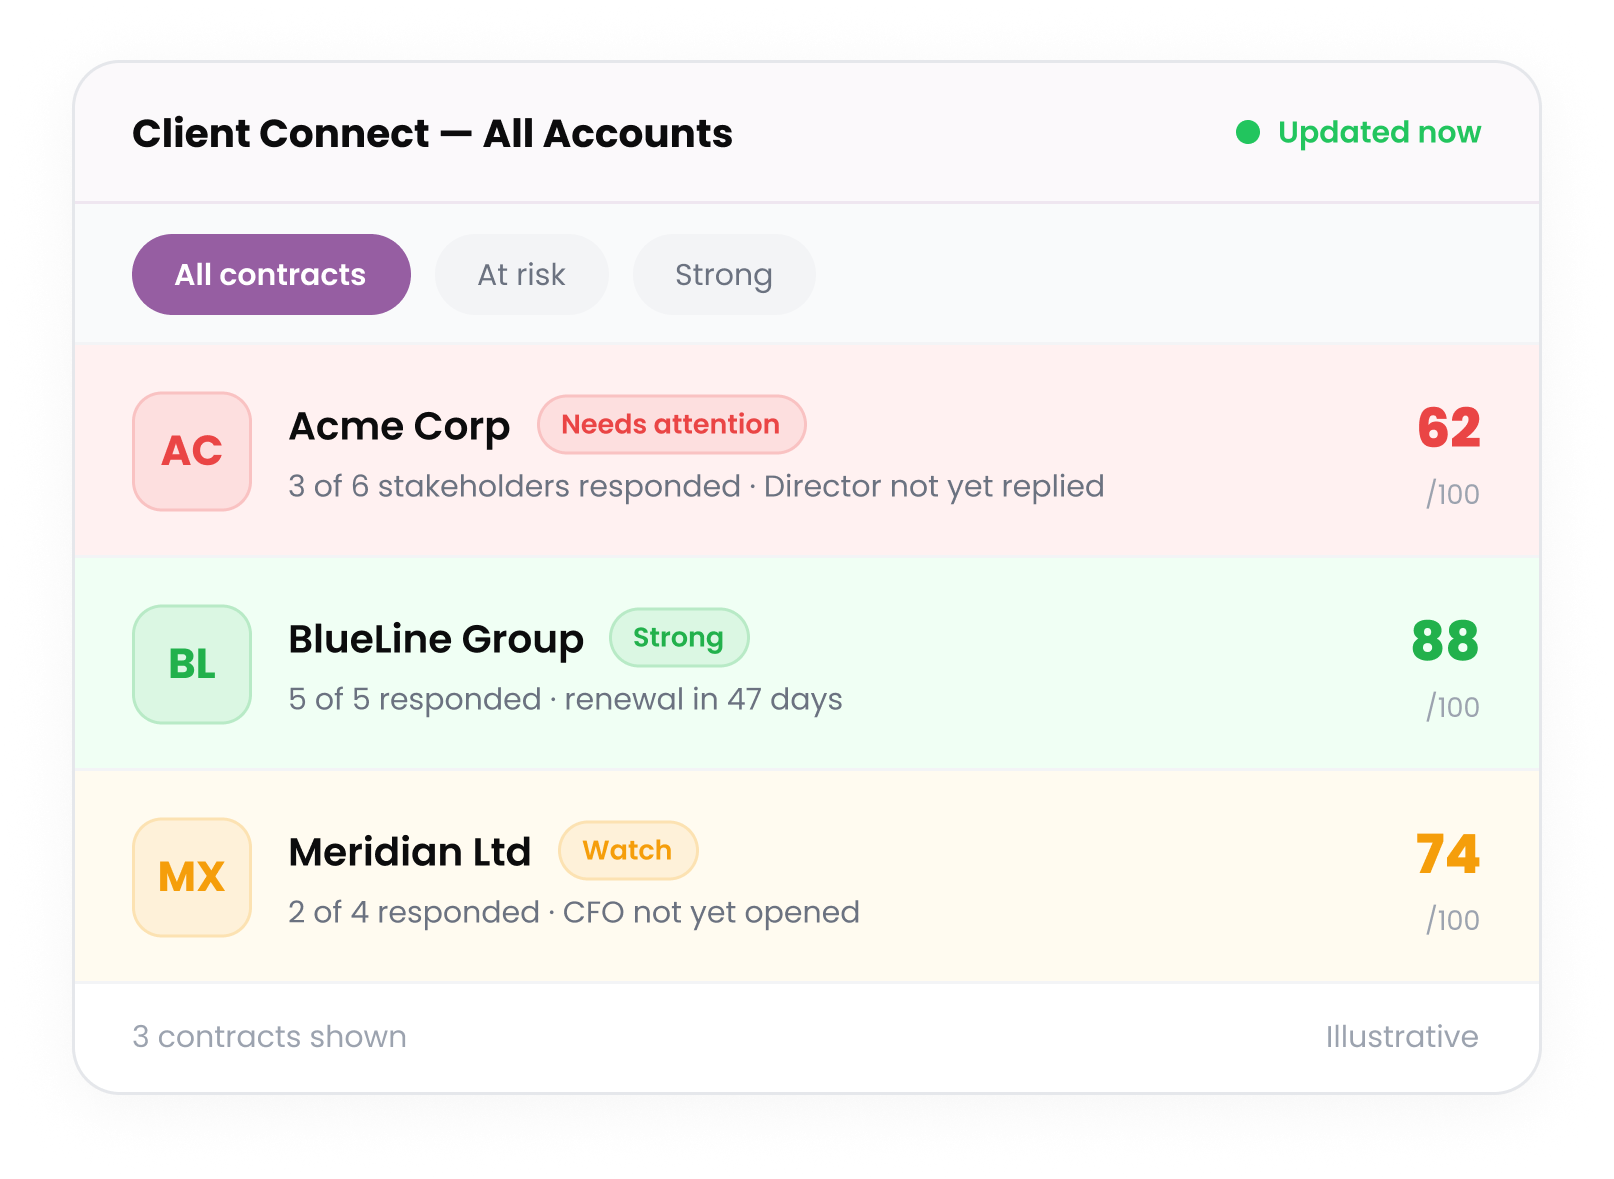 Client Connect — All Accounts
Updated now
All contracts
At risk
Strong
AC
Acme Corp
Needs attention
3 of 6 stakeholders responded · Director not yet replied
62
/100
BL
BlueLine Group
Strong
5 of 5 responded · renewal in 47 days
88
/100
MX
Meridian Ltd
Watch
2 of 4 responded · CFO not yet opened
74
/100
3 contracts shown
Illustrative